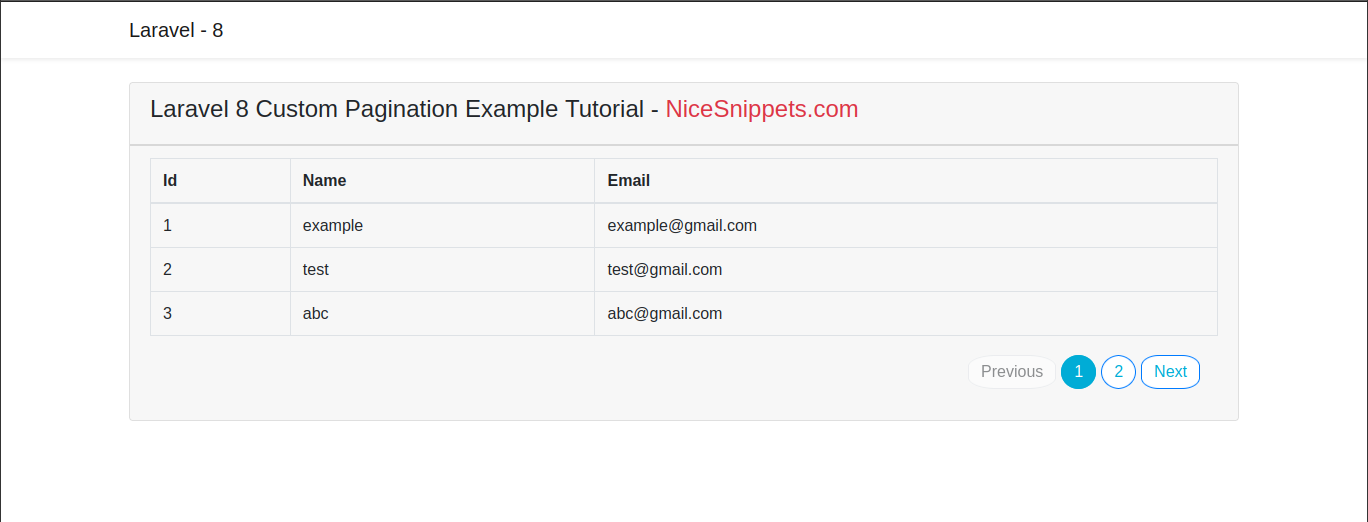 Laravel - 8
Laravel 8 Custom Pagination Example Tutorial - NiceSnippets.com
Id Name Email
1 example example@gmail.com
2 test test@gmail.com
3 abc abc@gmail.com
Previous 1 2 Next